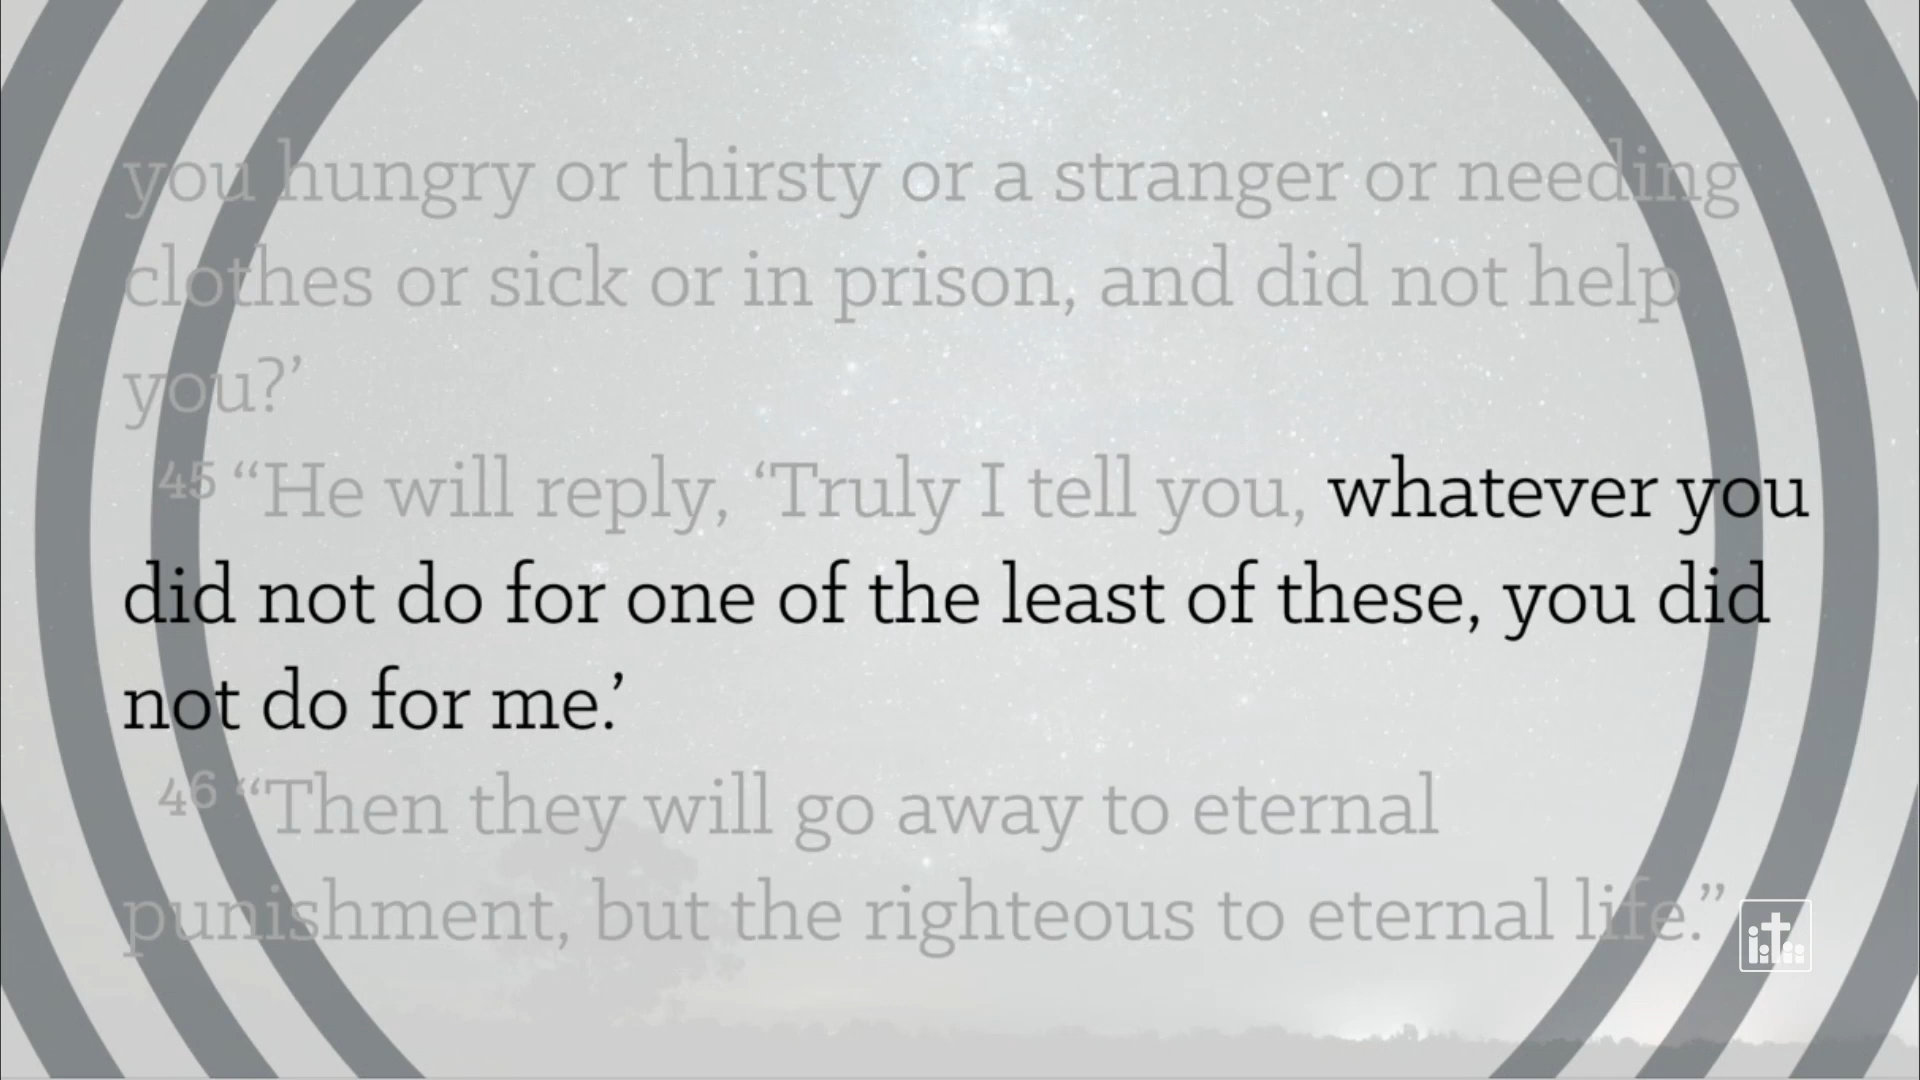 you hungry or thirsty or a stranger or needing
clothes or sick or in prison, and did not help
you?’
45 “He will reply, ‘Truly I tell you, whatever you
did not do for one of the least of these, you did
not do for me.’
46 “Then they will go away to eternal
punishment, but the righteous to eternal life.”